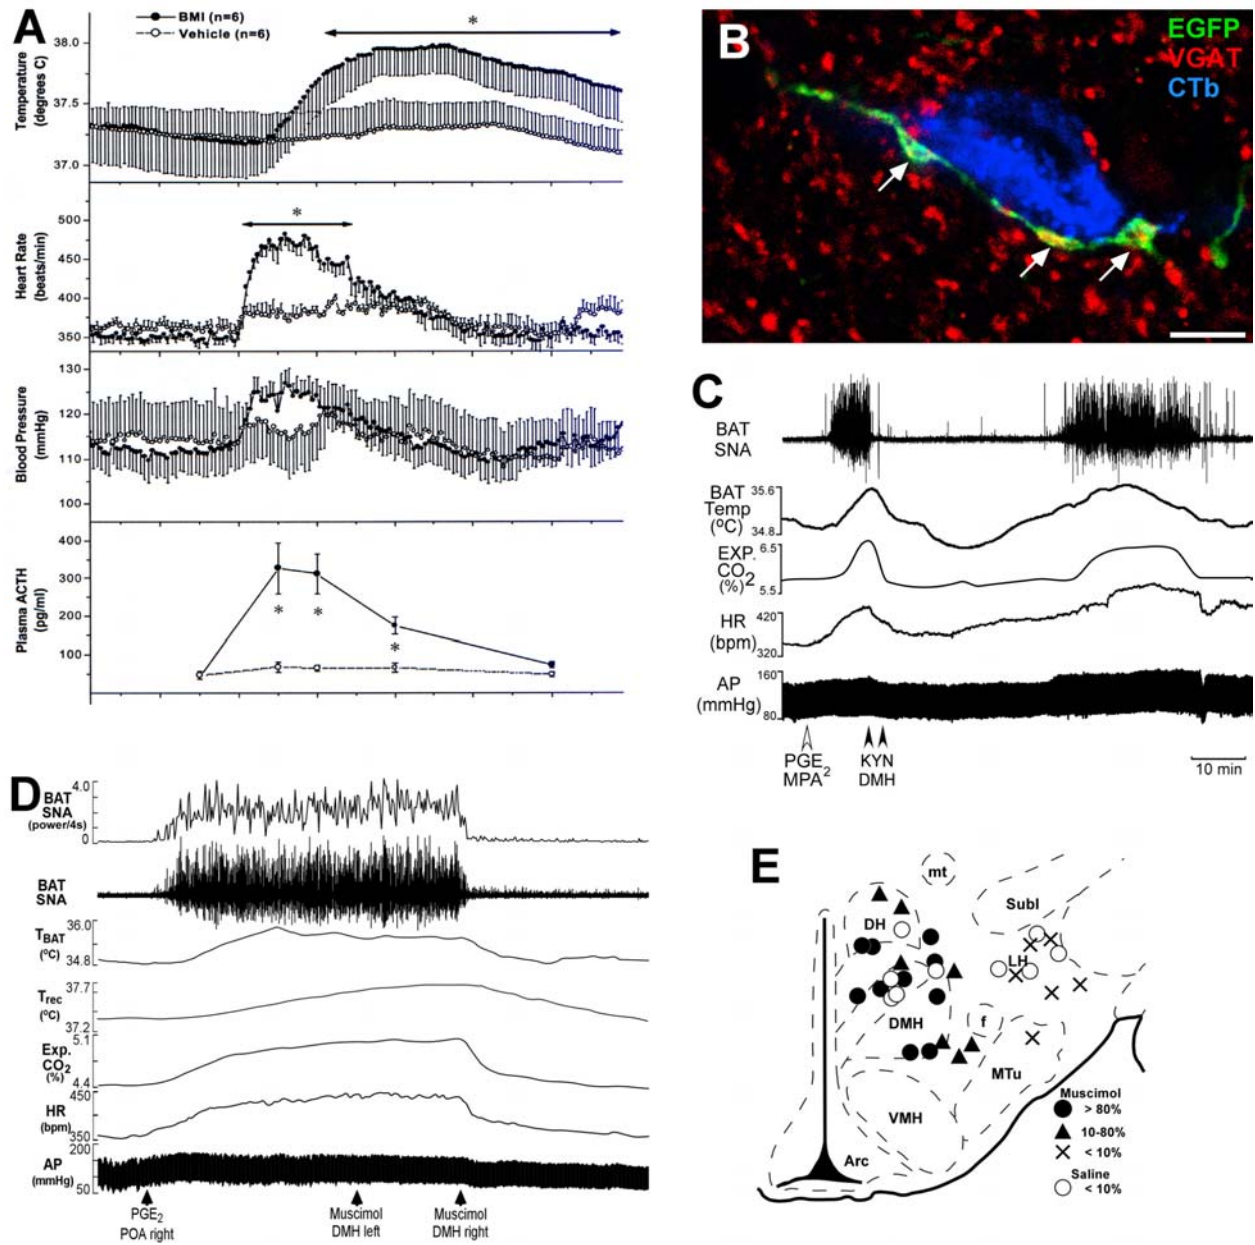 A
BMI (n=6)
Vehicle (n=6)
*
Temperature
(degrees C)
38.0
37.5
37.0
*
Heart Rate
(beats/min)
500
450
400
350
Blood Pressure
(mmHg)
130
120
110
100
Plasma ACTH
(pg/ml)
400
300
200
100
*
*
*
B
EGFP
VGAT
CTb
C
BAT
SNA
BAT
Temp
(ºC)
35.6
34.8
EXP.
CO2
(%)
6.5
5.5
HR
(bpm)
420
320
AP
(mmHg)
160
80
PGE2
MPA
KYN
DMH
10 min
D
BAT
SNA
(power/4s)
4.0
0
BAT
SNA
TBAT
(ºC)
36.0
34.8
Trec
(ºC)
37.7
37.2
Exp.
CO2
(%)
5.1
4.4
HR
(bpm)
450
350
AP
(mmHg)
200
50
PGE2
POA right
Muscimol
DMH left
Muscimol
DMH right
E
mt
SubI
DH
LH
DMH
f
MTu
VMH
Arc
Muscimol
> 80%
10-80%
< 10%
Saline
< 10%